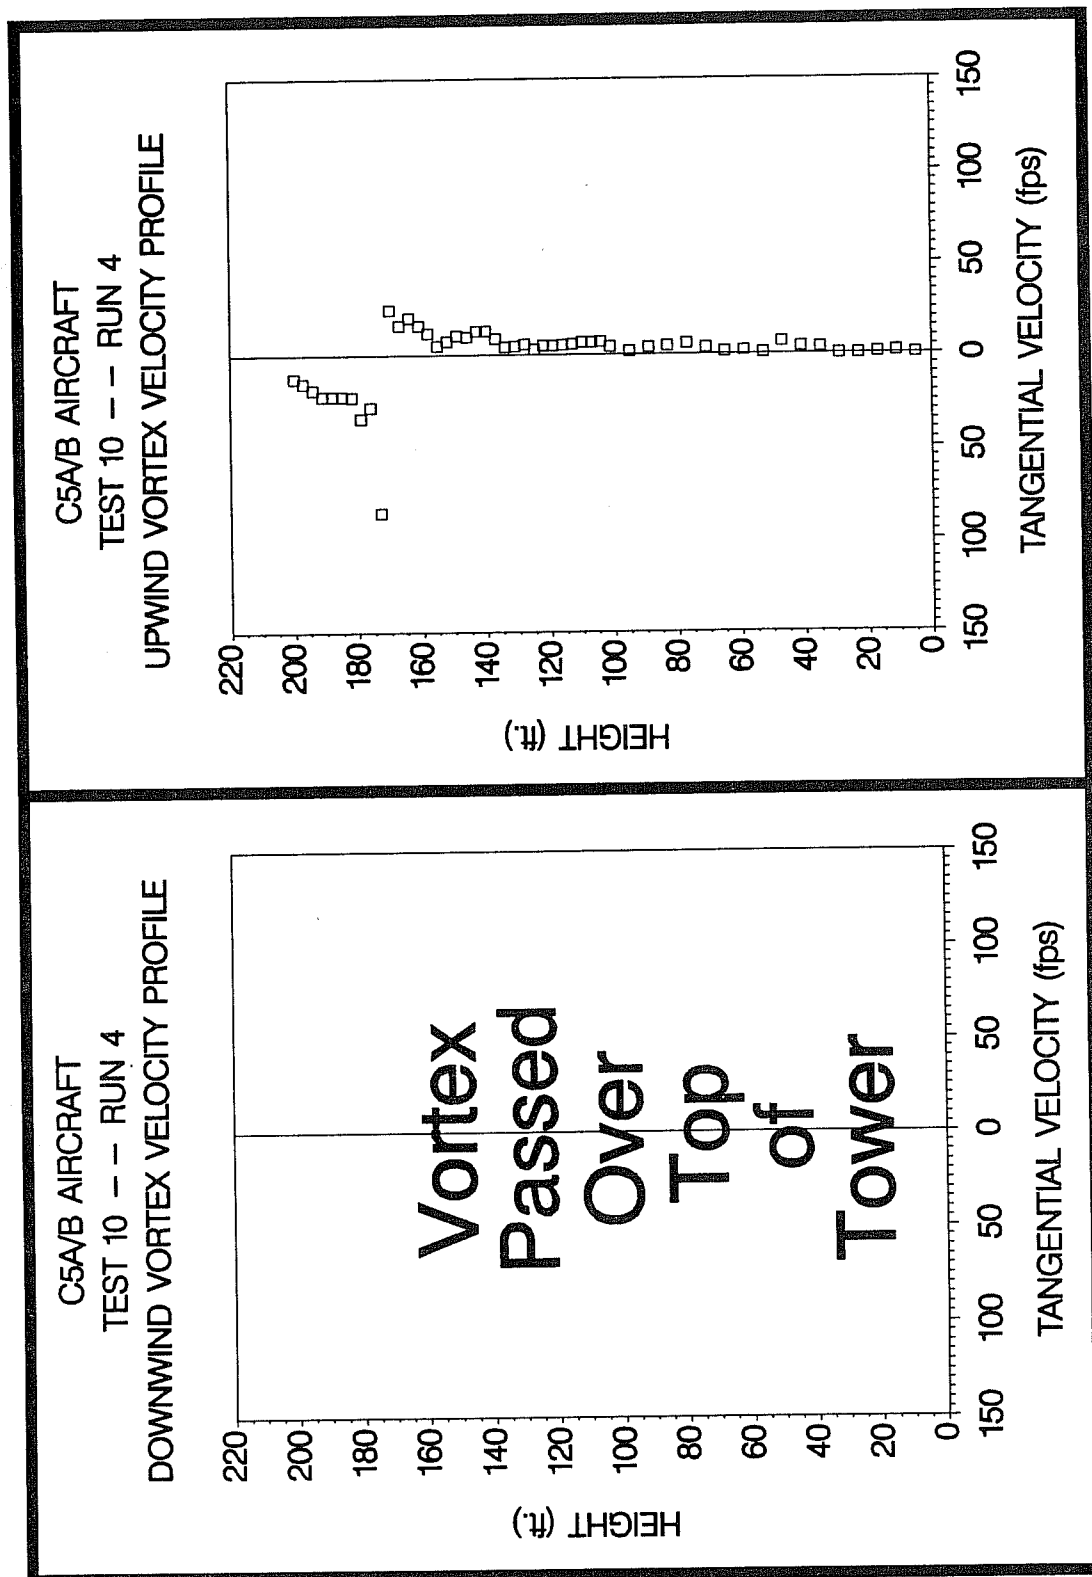 C5A/B AIRCRAFT
TEST 10 – – RUN 4
DOWNWIND VORTEX VELOCITY PROFILE
HEIGHT (ft.)
220
200
180
160
140
120
100
80
60
40
20
0
Vortex
Passed
Over
Top
of
Tower
150 100 50 0 50 100 150
TANGENTIAL VELOCITY (fps)
C5A/B AIRCRAFT
TEST 10 – – RUN 4
UPWIND VORTEX VELOCITY PROFILE
HEIGHT (ft.)
220
200
180
160
140
120
100
80
60
40
20
0
150 100 50 0 50 100 150
TANGENTIAL VELOCITY (fps)